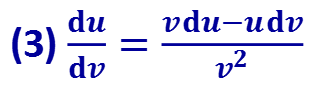 (3) du/dv = vdu−udv/v²